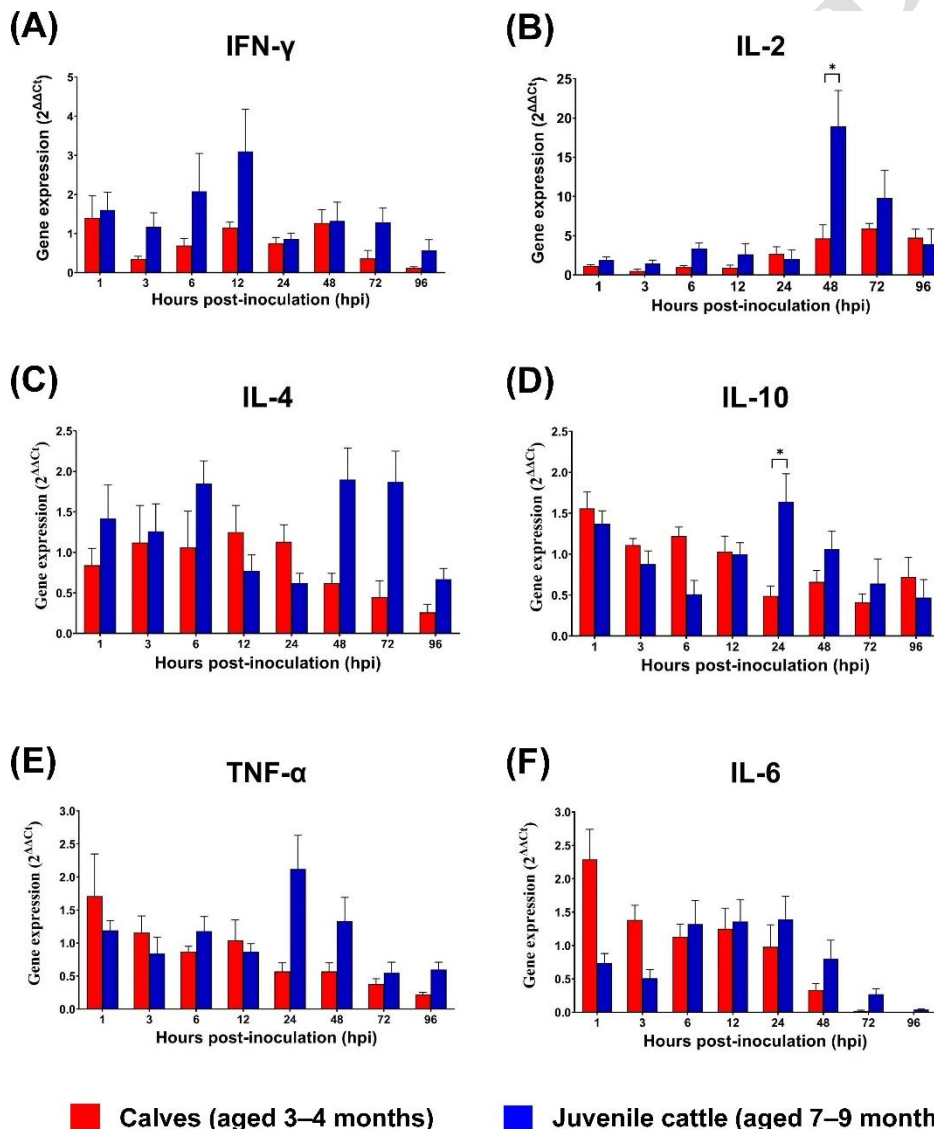 (A)
IFN-γ
Gene expression (2^ΔΔCt)
5
4
3
2
1
0
1 3 6 12 24 48 72 96
Hours post-inoculation (hpi)
(B)
IL-2
Gene expression (2^ΔΔCt)
25
20
15
10
5
0
*
1 3 6 12 24 48 72 96
Hours post-inoculation (hpi)
(C)
IL-4
Gene expression (2^ΔΔCt)
2.5
2.0
1.5
1.0
0.5
0.0
1 3 6 12 24 48 72 96
Hours post-inoculation (hpi)
(D)
IL-10
Gene expression (2^ΔΔCt)
2.5
2.0
1.5
1.0
0.5
0.0
*
1 3 6 12 24 48 72 96
Hours post-inoculation (hpi)
(E)
TNF-α
Gene expression (2^ΔΔCt)
3.0
2.5
2.0
1.5
1.0
0.5
0.0
1 3 6 12 24 48 72 96
Hours post-inoculation (hpi)
(F)
IL-6
Gene expression (2^ΔΔCt)
3.0
2.5
2.0
1.5
1.0
0.5
0.0
1 3 6 12 24 48 72 96
Hours post-inoculation (hpi)
Calves (aged 3–4 months)
Juvenile cattle (aged 7–9 month